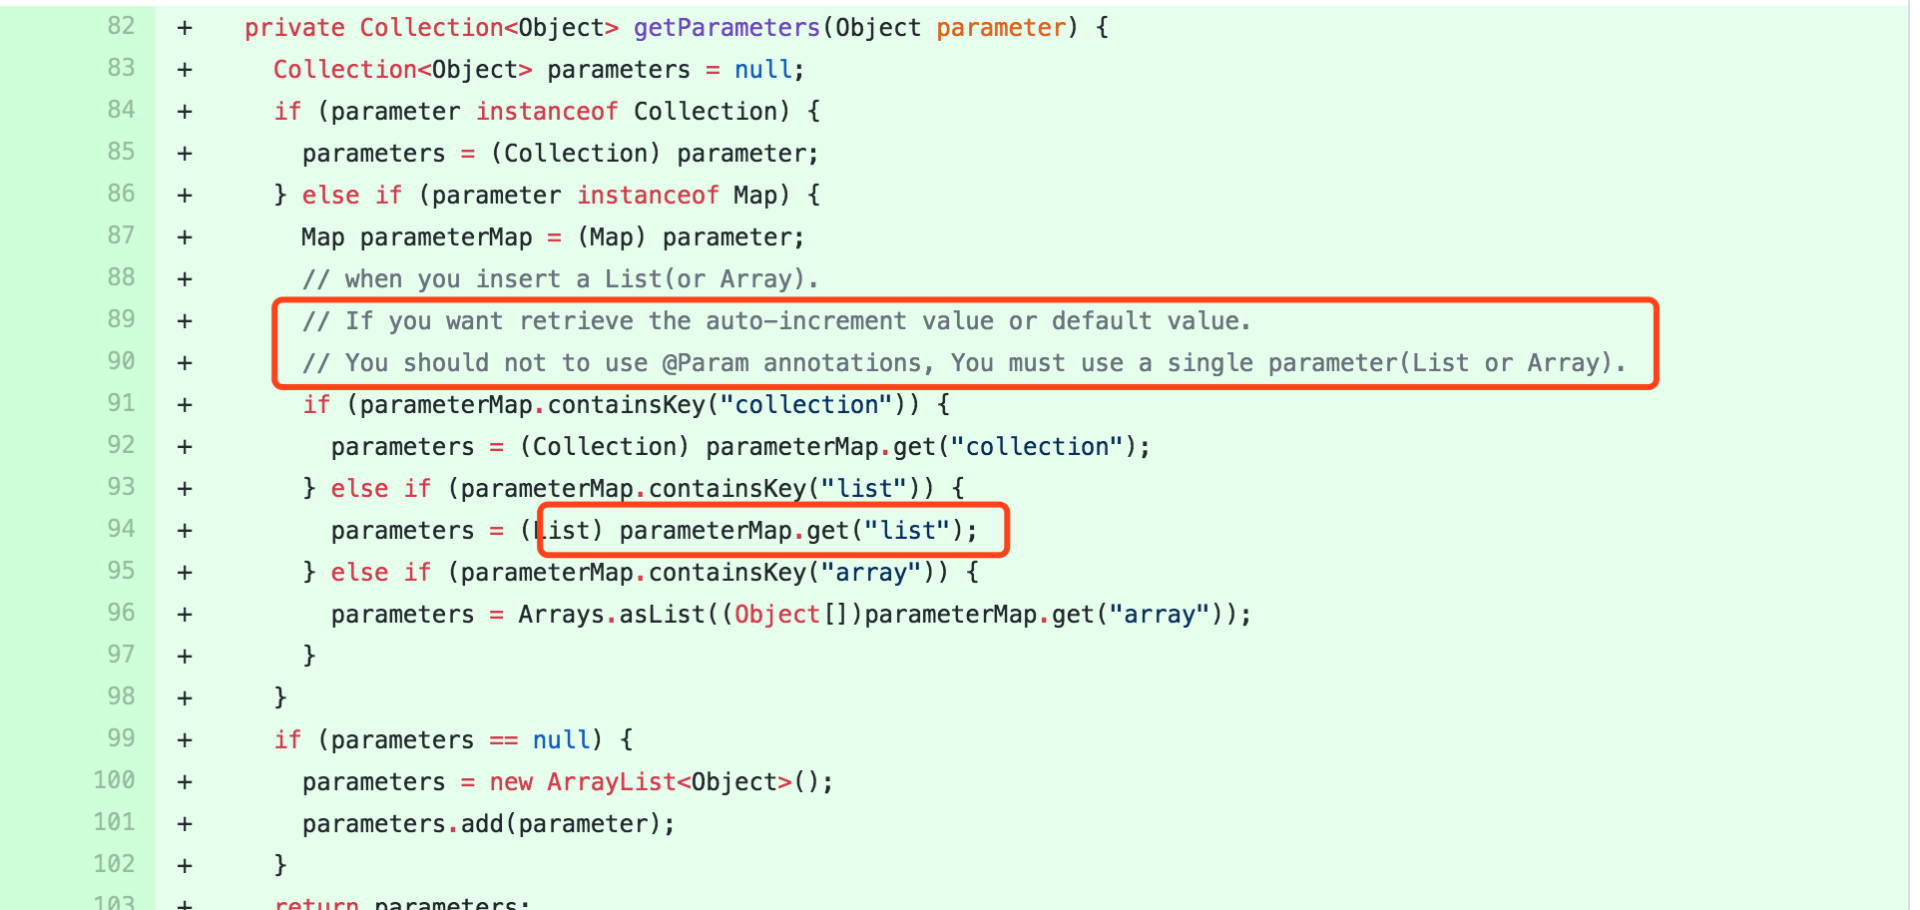 82 + private Collection<Object> getParameters(Object parameter) {
83 + Collection<Object> parameters = null;
84 + if (parameter instanceof Collection) {
85 + parameters = (Collection) parameter;
86 + } else if (parameter instanceof Map) {
87 + Map parameterMap = (Map) parameter;
88 + // when you insert a List(or Array).
89 + // If you want retrieve the auto-increment value or default value.
90 + // You should not to use @Param annotations, You must use a single parameter(List or Array).
91 + if (parameterMap.containsKey("collection")) {
92 + parameters = (Collection) parameterMap.get("collection");
93 + } else if (parameterMap.containsKey("list")) {
94 + parameters = (List) parameterMap.get("list");
95 + } else if (parameterMap.containsKey("array")) {
96 + parameters = Arrays.asList((Object[])parameterMap.get("array"));
97 + }
98 + }
99 + if (parameters == null) {
100 + parameters = new ArrayList<Object>();
101 + parameters.add(parameter);
102 + }
103 + return parameters;